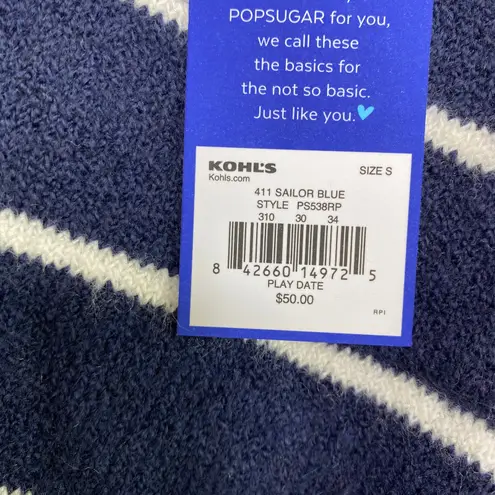 POPSUGAR for you,
we call these
the basics for
the not so basic.
Just like you.
KOHL'S
Kohls.com
SIZE S
411 SAILOR BLUE
STYLE PS538RP
310 30 34
8 42660 14972 5
PLAY DATE
$50.00
RPI